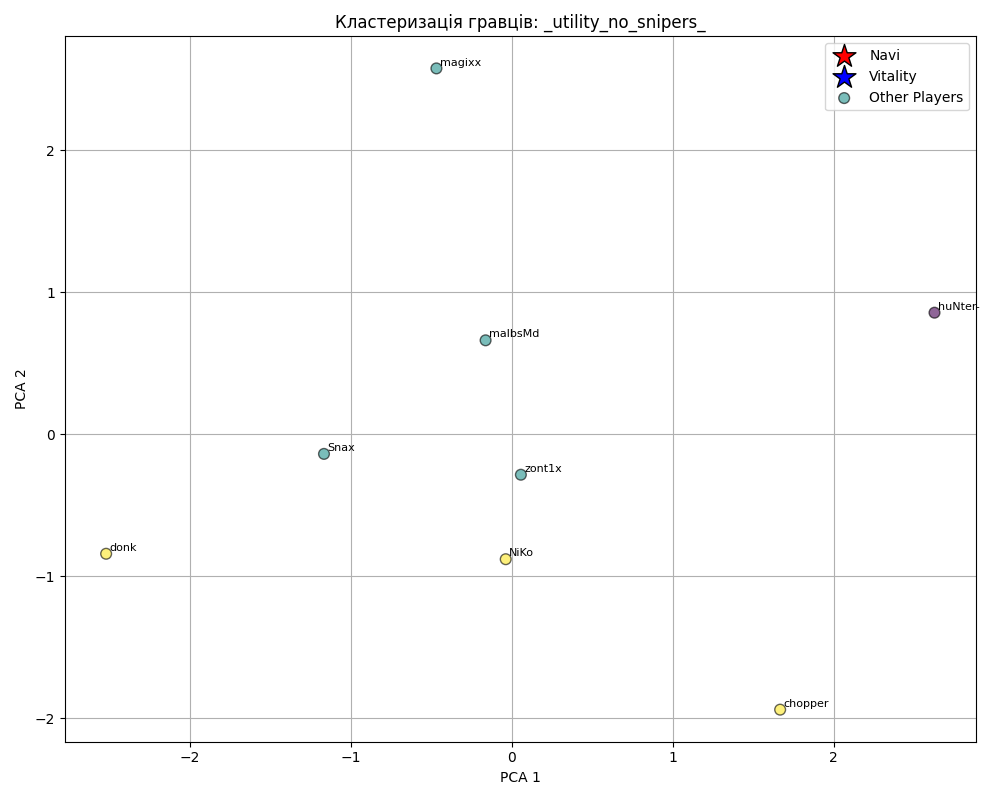 Кластеризація гравців: _utility_no_snipers_
Navi
Vitality
Other Players
magixx
huNter-
malbsMd
Snax
zont1x
donk
NiKo
chopper
2
1
0
−1
−2
PCA 2
−2
−1
0
1
2
PCA 1